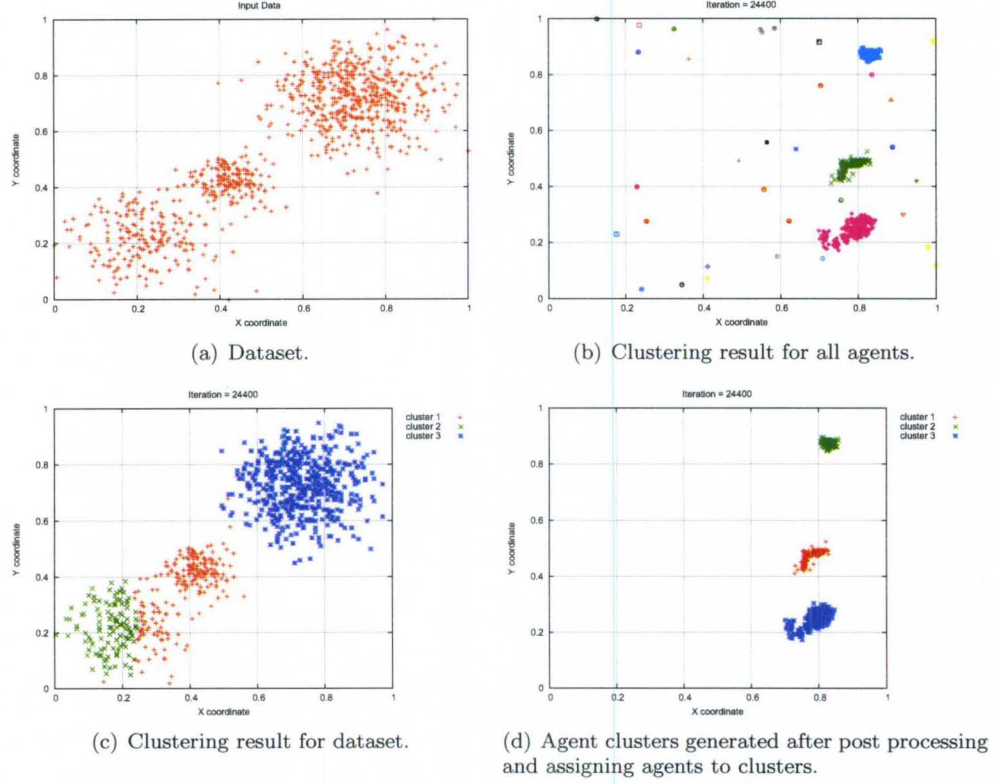 Input Data
1
0.8
0.6
0.4
0.2
0
Y coordinate
0 0.2 0.4 0.6 0.8 1
X coordinate
(a) Dataset.
Iteration = 24400
1
0.8
0.6
0.4
0.2
0
Y coordinate
0.2 0.4 0.6 0.8 1
X coordinate
(b) Clustering result for all agents.
Iteration = 24400
cluster 1
cluster 2
cluster 3
1
0.8
0.6
0.4
0.2
0
Y coordinate
0 0.2 0.4 0.6 0.8 1
X coordinate
(c) Clustering result for dataset.
Iteration = 24400
cluster 1
cluster 2
cluster 3
1
0.8
0.6
0.4
0.2
0
Y coordinate
0 0.2 0.4 0.6 0.8 1
X coordinate
(d) Agent clusters generated after post processing
and assigning agents to clusters.